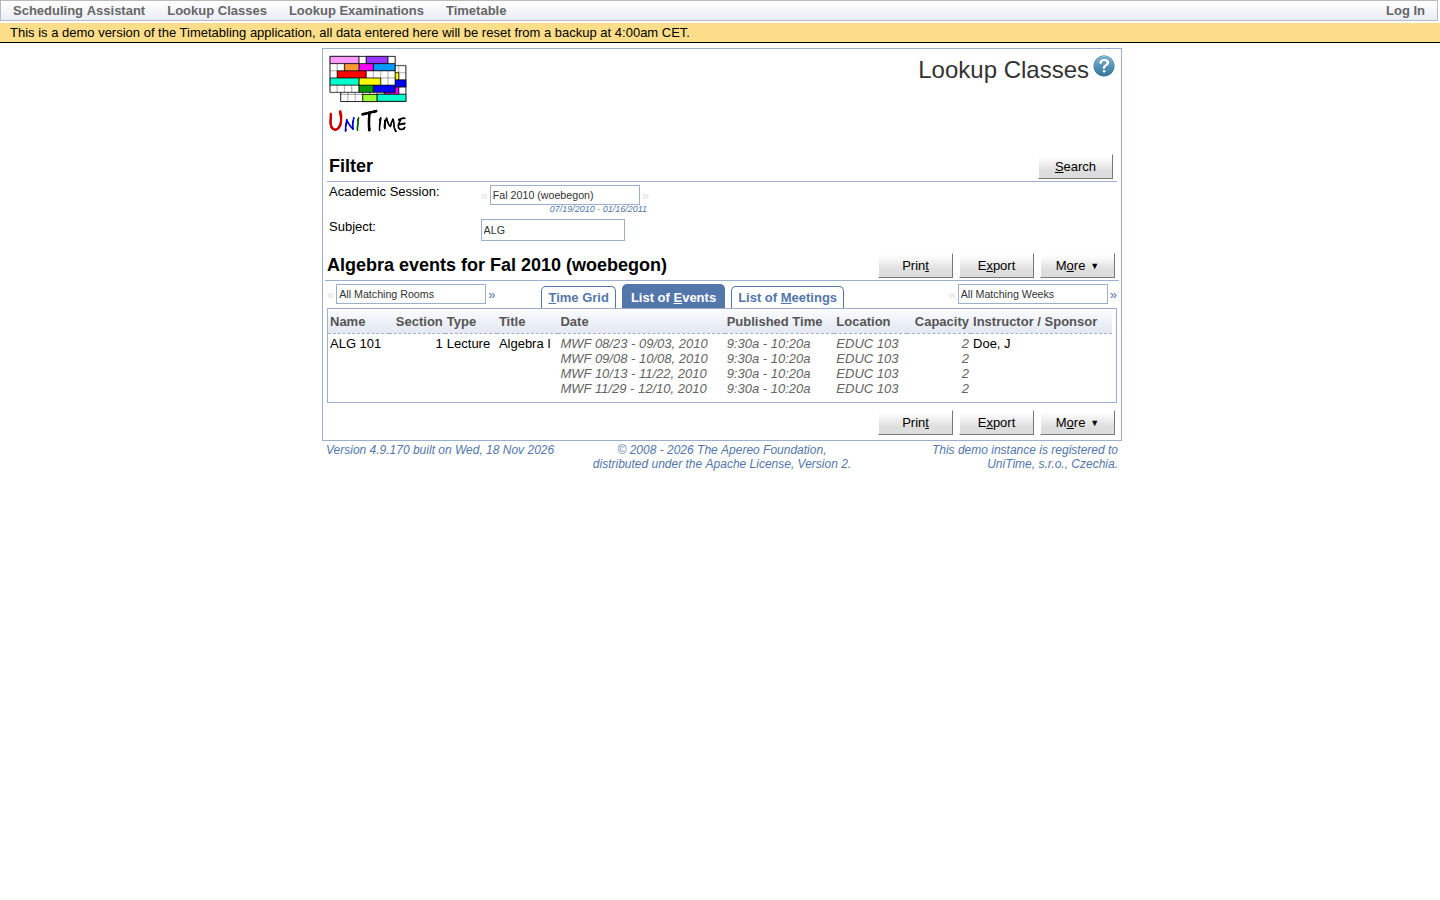 Scheduling Assistant Lookup Classes Lookup Examinations Timetable Log In
This is a demo version of the Timetabling application, all data entered here will be reset from a backup at 4:00am CET.
Lookup Classes ?
UNITIME
Filter Search
Academic Session: « Fal 2010 (woebegon) »
07/19/2010 - 01/16/2011
Subject: ALG
Algebra events for Fal 2010 (woebegon) Print Export More ▼
« All Matching Rooms » Time Grid List of Events List of Meetings « All Matching Weeks »
Name Section Type Title Date Published Time Location Capacity Instructor / Sponsor
ALG 101 1 Lecture Algebra I MWF 08/23 - 09/03, 2010 9:30a - 10:20a EDUC 103 2 Doe, J
MWF 09/08 - 10/08, 2010 9:30a - 10:20a EDUC 103 2
MWF 10/13 - 11/22, 2010 9:30a - 10:20a EDUC 103 2
MWF 11/29 - 12/10, 2010 9:30a - 10:20a EDUC 103 2
Print Export More ▼
Version 4.9.170 built on Wed, 18 Nov 2026 © 2008 - 2026 The Apereo Foundation, This demo instance is registered to
distributed under the Apache License, Version 2. UniTime, s.r.o., Czechia.